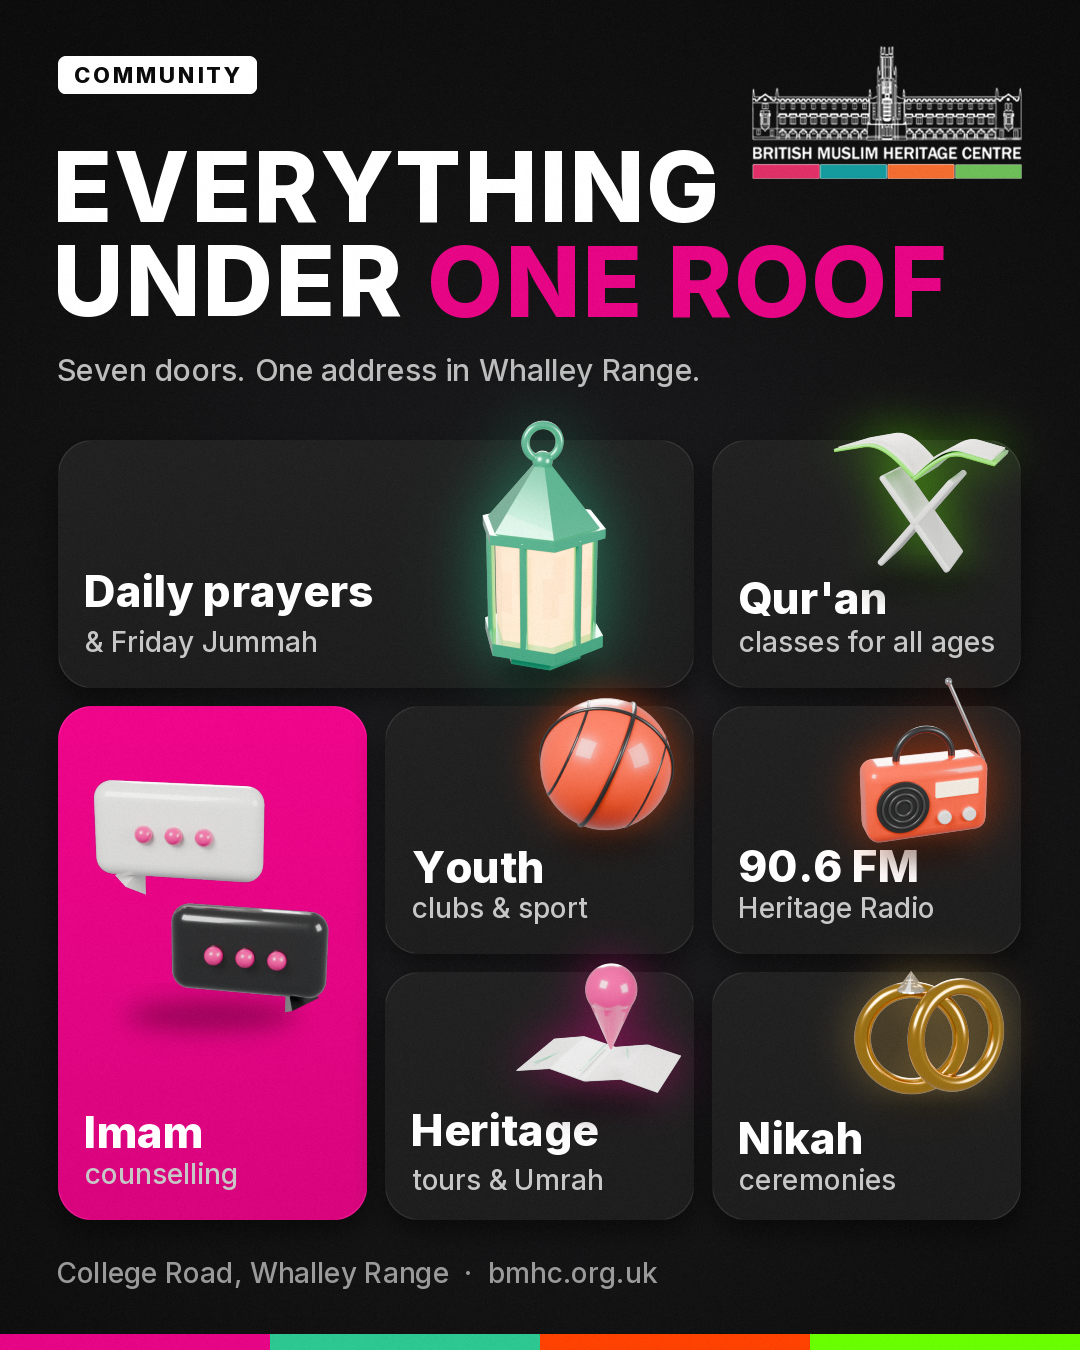 COMMUNITY
BRITISH MUSLIM HERITAGE CENTRE
EVERYTHING
UNDER ONE ROOF
Seven doors. One address in Whalley Range.
Daily prayers
& Friday Jummah
Qur'an
classes for all ages
Imam
counselling
Youth
clubs & sport
90.6 FM
Heritage Radio
Heritage
tours & Umrah
Nikah
ceremonies
College Road, Whalley Range · bmhc.org.uk